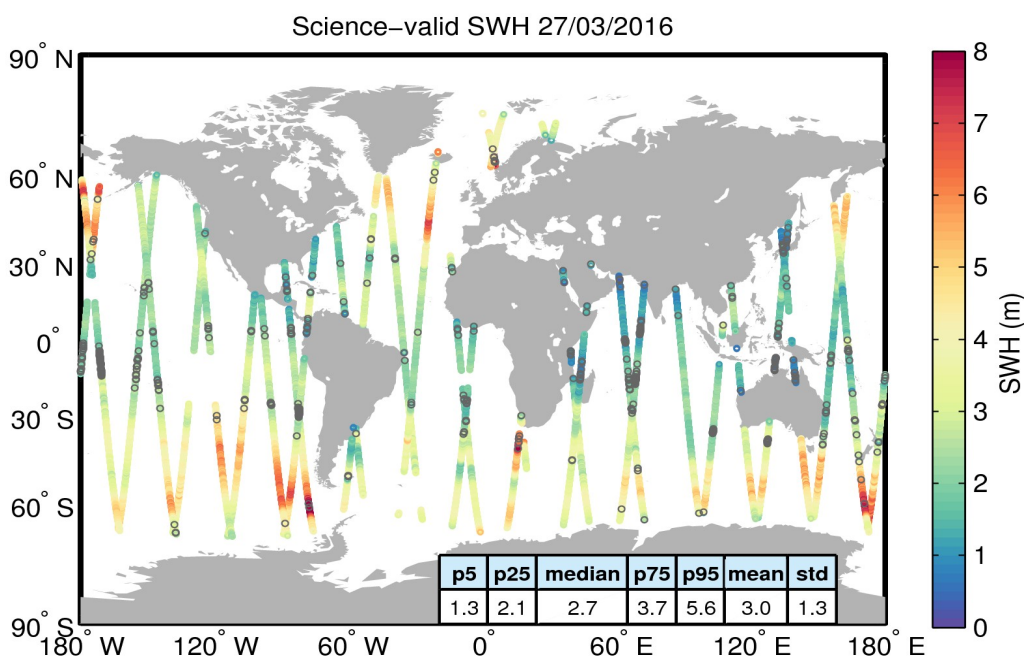 Science−valid SWH 27/03/2016
90° N
60° N
30° N
0°
30° S
60° S
90° S
180° W
120° W
60° W
0°
60° E
120° E
180° E
p5 p25 median p75 p95 mean std
1.3 2.1 2.7 3.7 5.6 3.0 1.3
8
7
6
5
4
3
2
1
0
SWH (m)